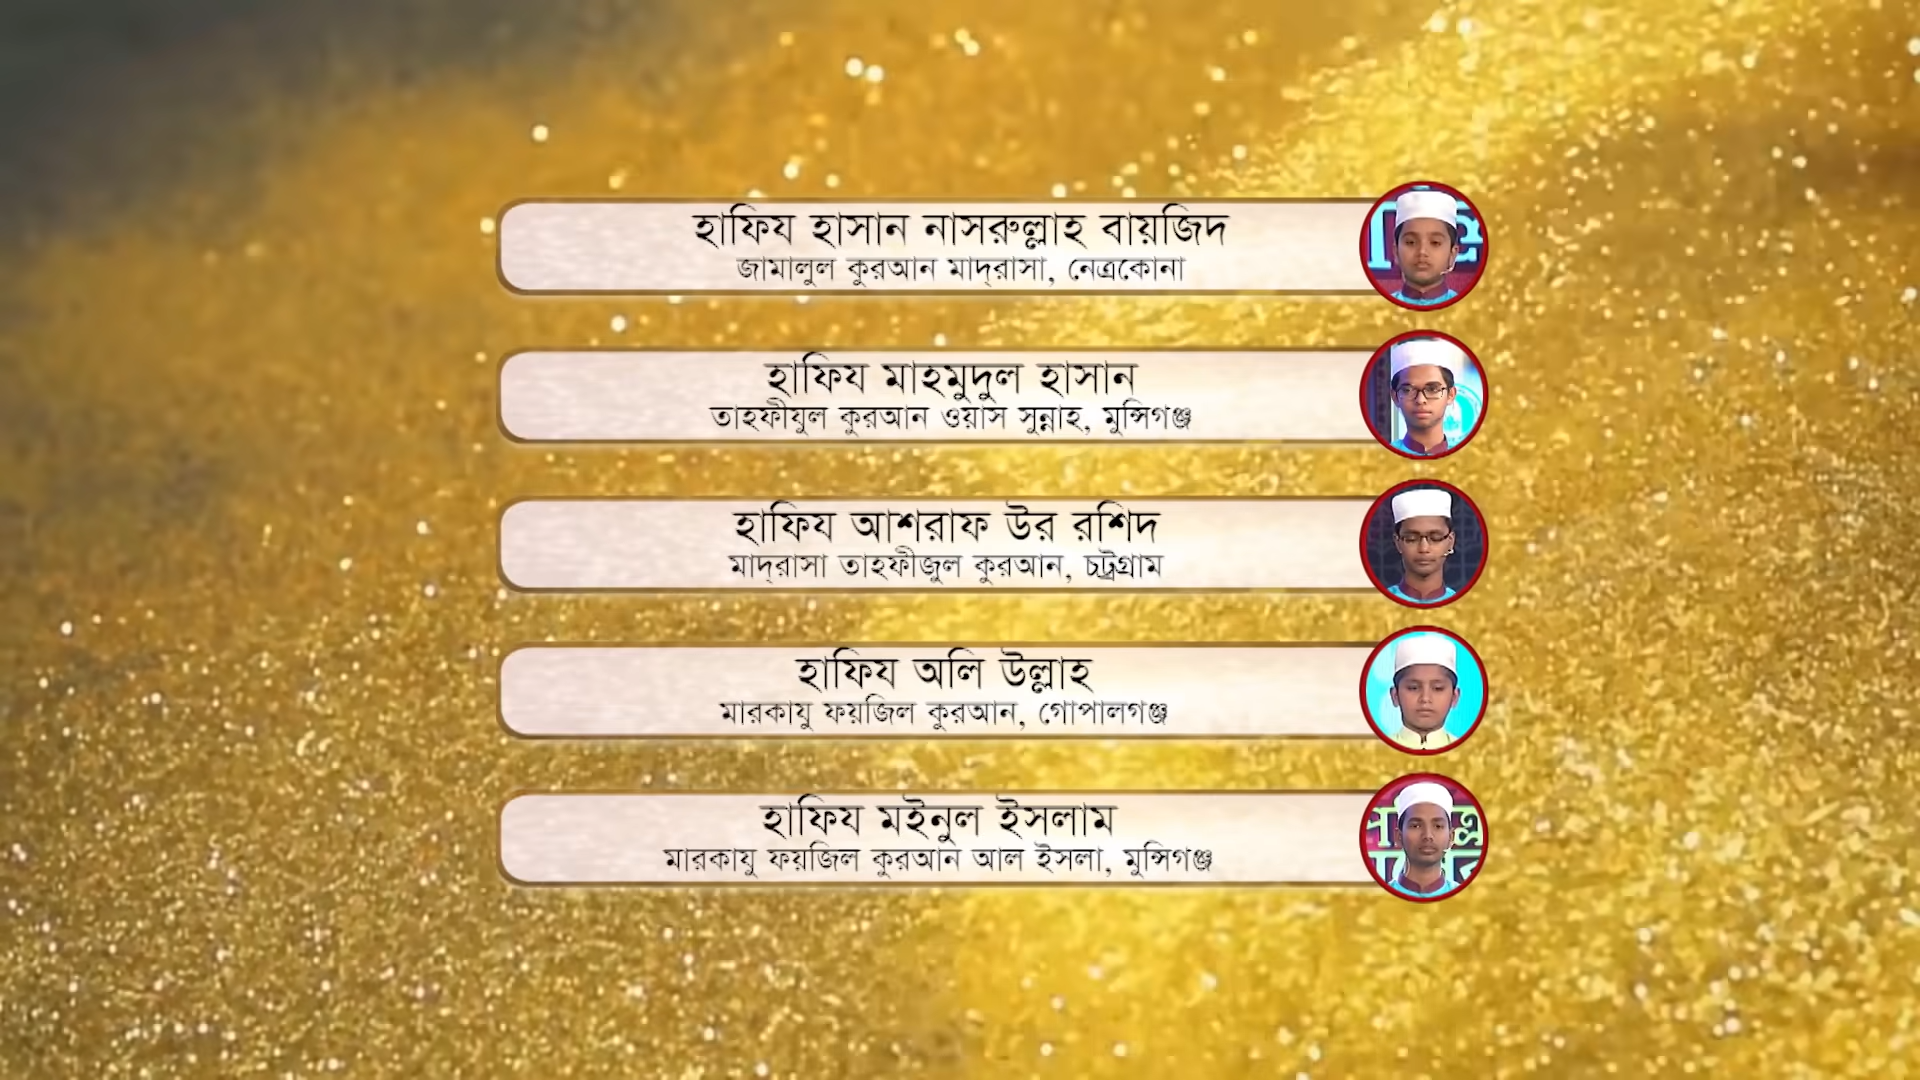 হাফিয হাসান নাসরুল্লাহ বায়জিদ
জামালুল কুরআন মাদ্‌রাসা, নেত্রকোনা
হাফিয মাহমুদুল হাসান
তাহফীযুল কুরআন ওয়াস সুন্নাহ, মুন্সিগঞ্জ
হাফিয আশরাফ উর রশিদ
মাদ্‌রাসা তাহফীজুল কুরআন, চট্রগ্রাম
হাফিয অলি উল্লাহ
মারকাযু ফয়জিল কুরআন, গোপালগঞ্জ
হাফিয মইনুল ইসলাম
মারকাযু ফয়জিল কুরআন আল ইসলা, মুন্সিগঞ্জ